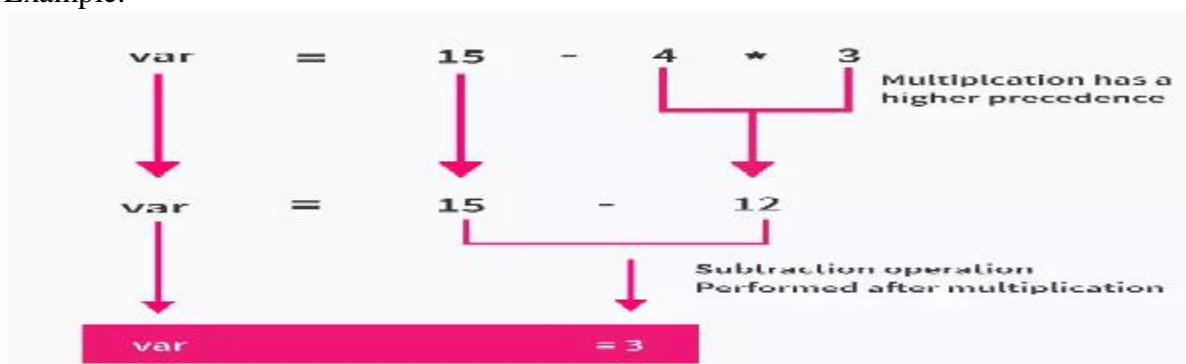 Example:
var = 15 - 4 * 3
Multiplcation has a
higher precedence
var = 15 - 12
Subtraction operation
Performed after multiplication
var = 3